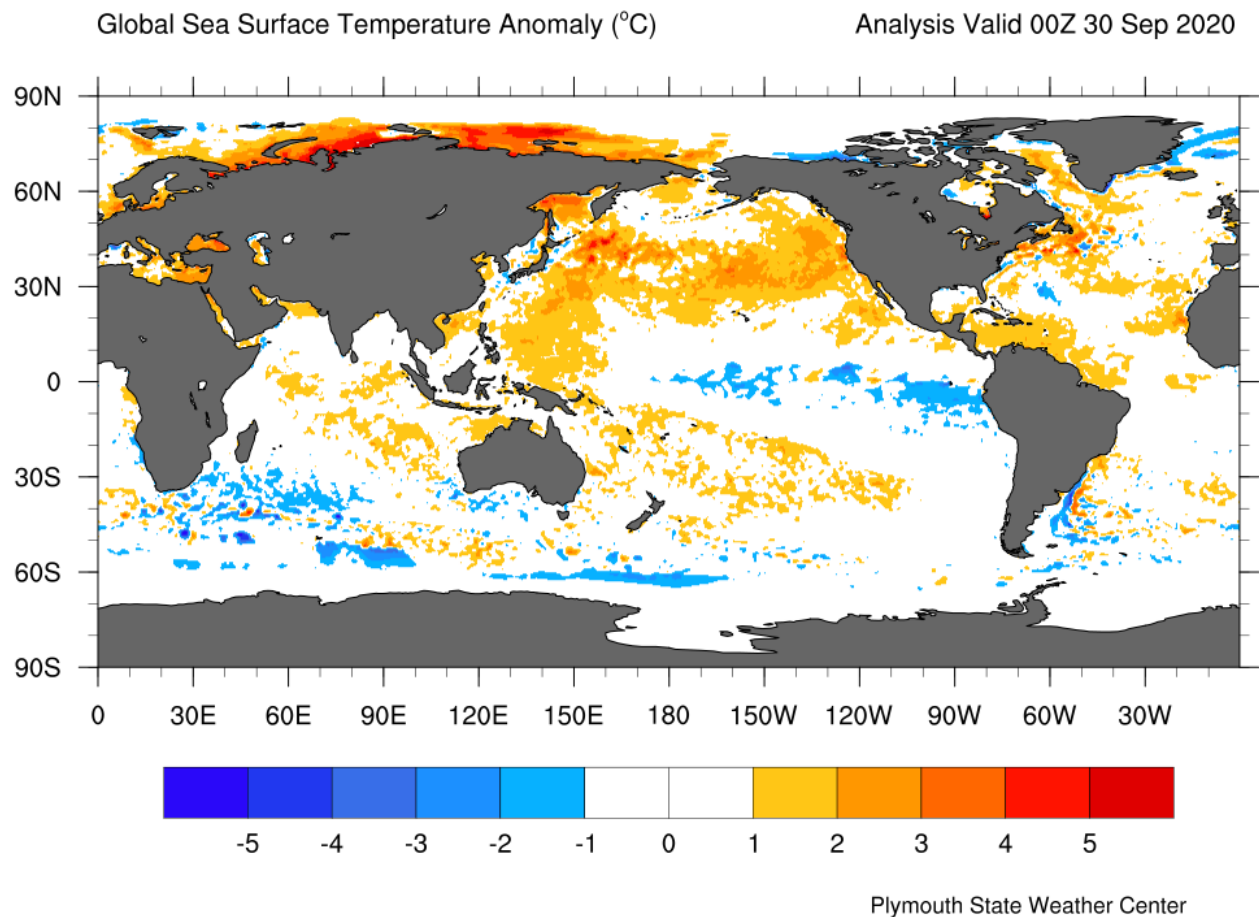 Global Sea Surface Temperature Anomaly (°C) Analysis Valid 00Z 30 Sep 2020
90N
60N
30N
0
30S
60S
90S
0 30E 60E 90E 120E 150E 180 150W 120W 90W 60W 30W
-5 -4 -3 -2 -1 0 1 2 3 4 5
Plymouth State Weather Center